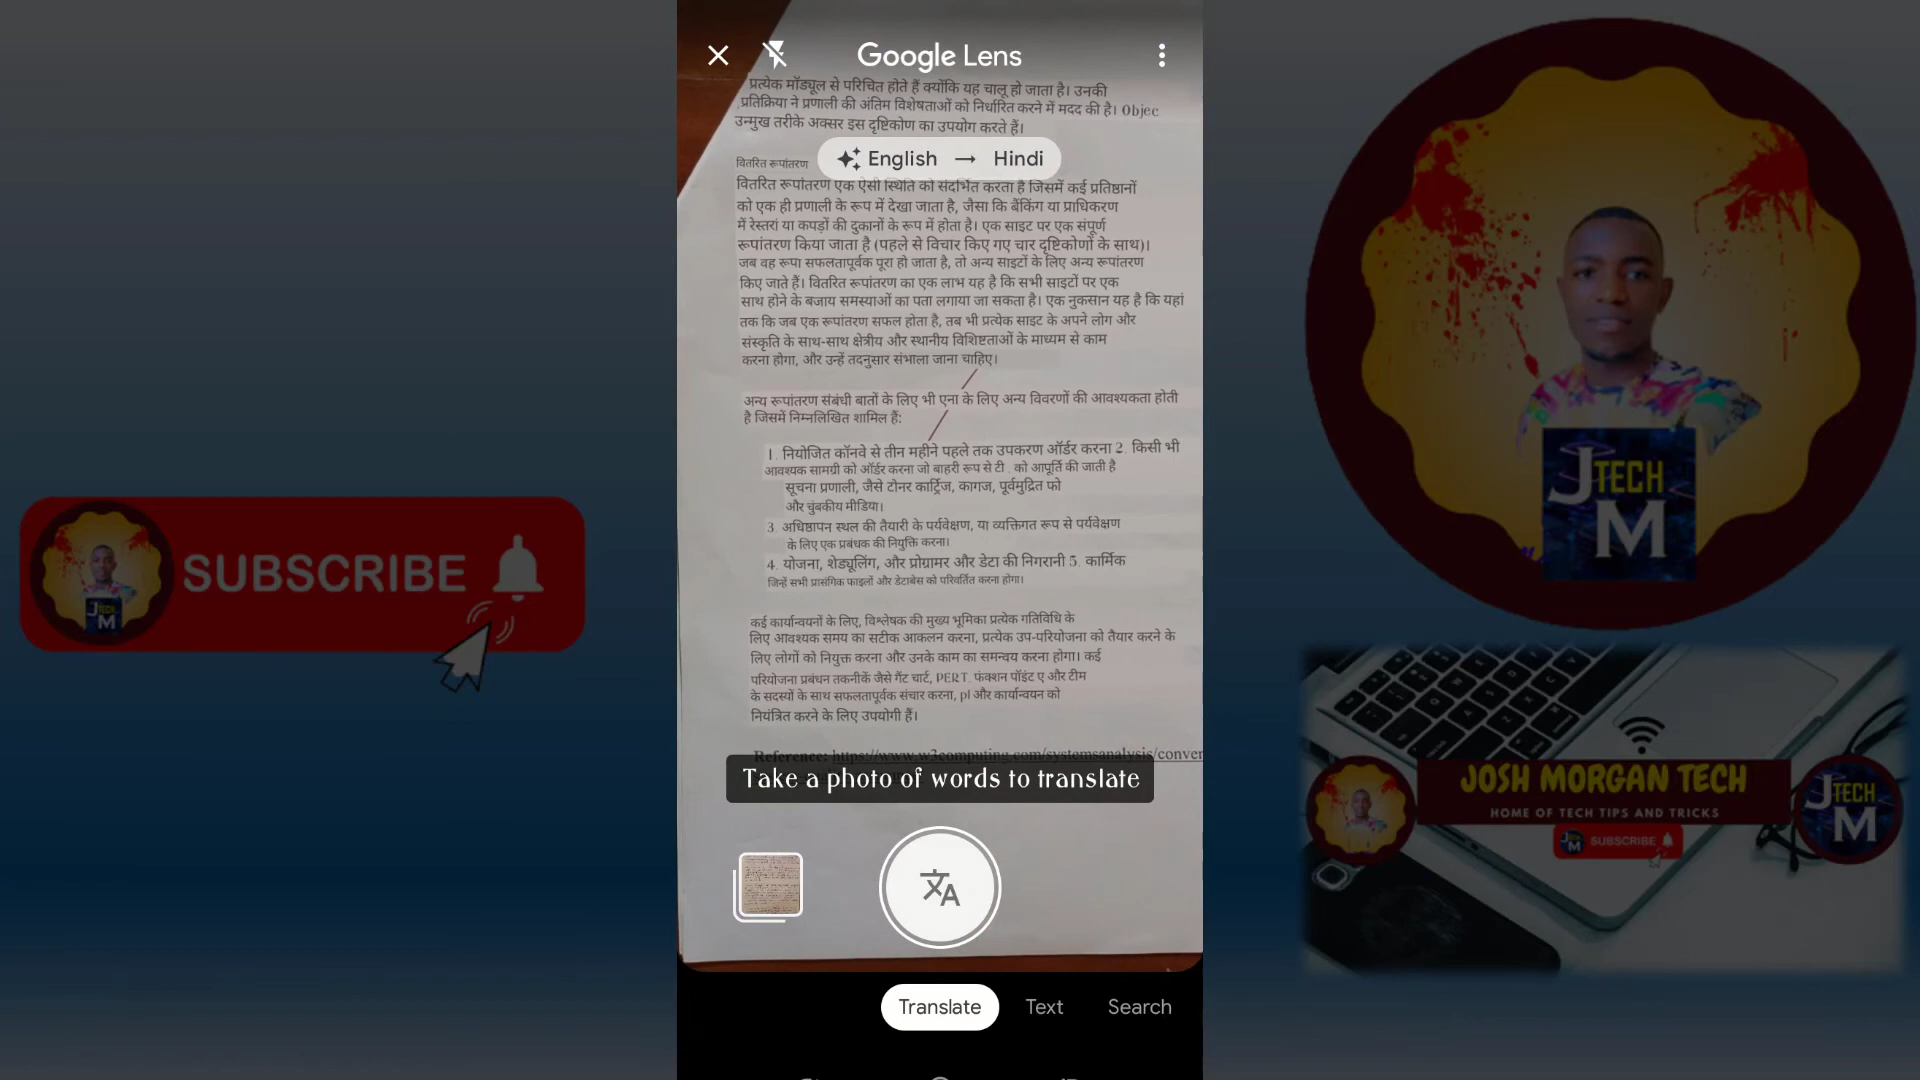 Google Lens
प्रत्येक मॉड्यूल से परिचित होते हैं क्योंकि यह चालू हो जाता है। उनकी
प्रतिक्रिया ने प्रणाली की अंतिम विशेषताओं को निर्धारित करने में मदद की है। Objec
उन्मुख तरीके अक्सर इस दृष्टिकोण का उपयोग करते हैं।
English → Hindi
वितरित रूपांतरण
वितरित रूपांतरण एक ऐसी स्थिति को संदर्भित करता है जिसमें कई प्रतिष्ठानों
को एक ही प्रणाली के रूप में देखा जाता है, जैसा कि बैंकिंग या प्राधिकरण
में रेस्तरां या कपड़ों की दुकानों के रूप में होता है। एक साइट पर एक संपूर्ण
रूपांतरण किया जाता है (पहले से विचार किए गए चार दृष्टिकोणों के साथ)।
जब वह रूपा सफलतापूर्वक पूरा हो जाता है, तो अन्य साइटों के लिए अन्य रूपांतरण
किए जाते हैं। वितरित रूपांतरण का एक लाभ यह है कि सभी साइटों पर एक
साथ होने के बजाय समस्याओं का पता लगाया जा सकता है। एक नुकसान यह है कि यहां
तक कि जब एक रूपांतरण सफल होता है, तब भी प्रत्येक साइट के अपने लोग और
संस्कृति के साथ-साथ क्षेत्रीय और स्थानीय विशिष्टताओं के माध्यम से काम
करना होगा, और उन्हें तदनुसार संभाला जाना चाहिए।
अन्य रूपांतरण संबंधी बातों के लिए भी एना के लिए अन्य विवरणों की आवश्यकता होती
है जिसमें निम्नलिखित शामिल हैं:
1. नियोजित कॉनवे से तीन महीने पहले तक उपकरण ऑर्डर करना 2. किसी भी
आवश्यक सामग्री को ऑर्डर करना जो बाहरी रूप से टी . को आपूर्ति की जाती है
सूचना प्रणाली, जैसे टोनर कार्ट्रिज, कागज, पूर्वमुद्रित फो
और चुंबकीय मीडिया।
3. अधिष्ठापन स्थल की तैयारी के पर्यवेक्षण, या व्यक्तिगत रूप से पर्यवेक्षण
के लिए एक प्रबंधक की नियुक्ति करना।
4. योजना, शेड्यूलिंग, और प्रोग्रामर और डेटा की निगरानी 5. कार्मिक
जिन्हें सभी प्रासंगिक फाइलों और डेटाबेस को परिवर्तित करना होगा।
कई कार्यान्वयनों के लिए, विश्लेषक की मुख्य भूमिका प्रत्येक गतिविधि के
लिए आवश्यक समय का सटीक आकलन करना, प्रत्येक उप-परियोजना को तैयार करने के
लिए लोगों को नियुक्त करना और उनके काम का समन्वय करना होगा। कई
परियोजना प्रबंधन तकनीकें जैसे गैंट चार्ट, PERT, फंक्शन पॉइंट ए और टीम
के सदस्यों के साथ सफलतापूर्वक संचार करना, pl और कार्यान्वयन को
नियंत्रित करने के लिए उपयोगी हैं।
Reference: https://www.w3computing.com/systemsanalysis/conver
Take a photo of words to translate
Translate Text Search
SUBSCRIBE
J TECH
M
JOSH MORGAN TECH
HOME OF TECH TIPS AND TRICKS
SUBSCRIBE
J TECH
M